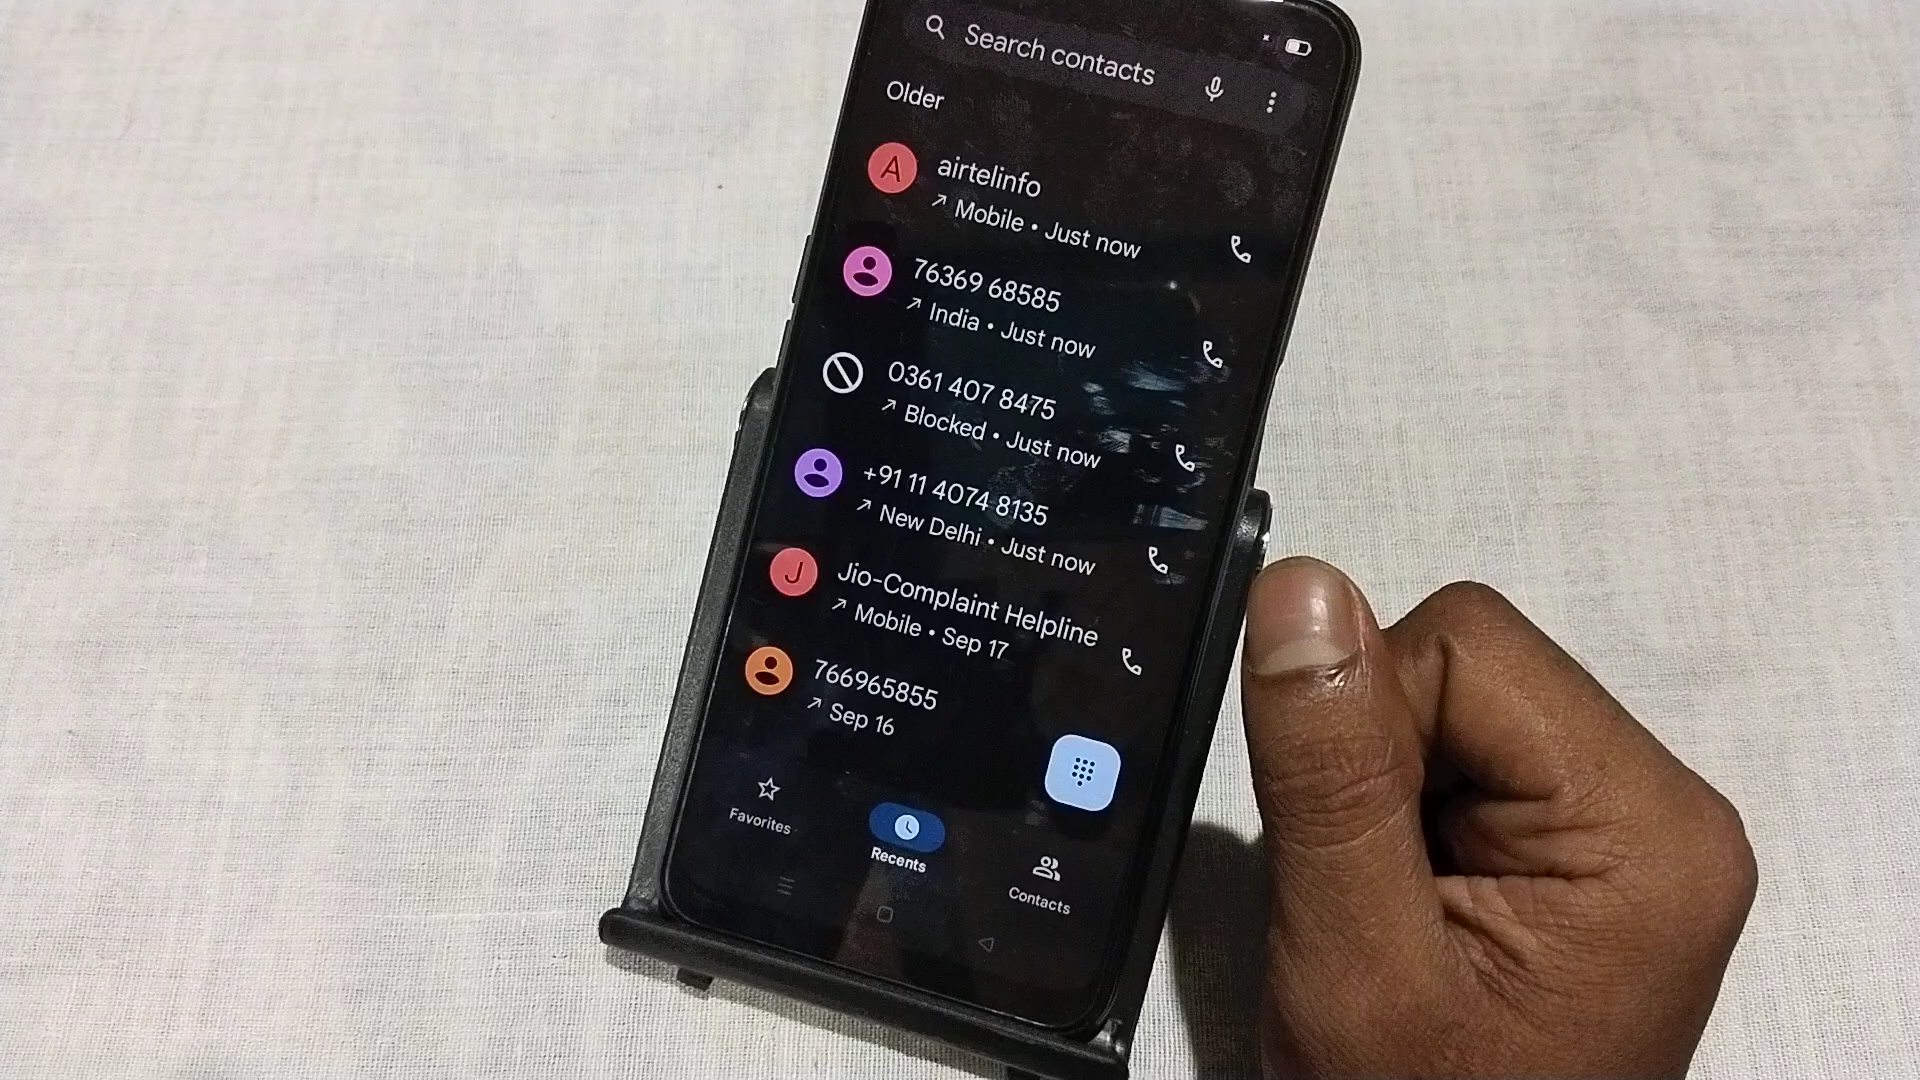 Search contacts
Older
A
airtelinfo
↗ Mobile • Just now
76369 68585
↗ India • Just now
0361 407 8475
↗ Blocked • Just now
+91 11 4074 8135
↗ New Delhi • Just now
J
Jio-Complaint Helpline
↗ Mobile • Sep 17
766965855
↗ Sep 16
Favorites
Recents
Contacts